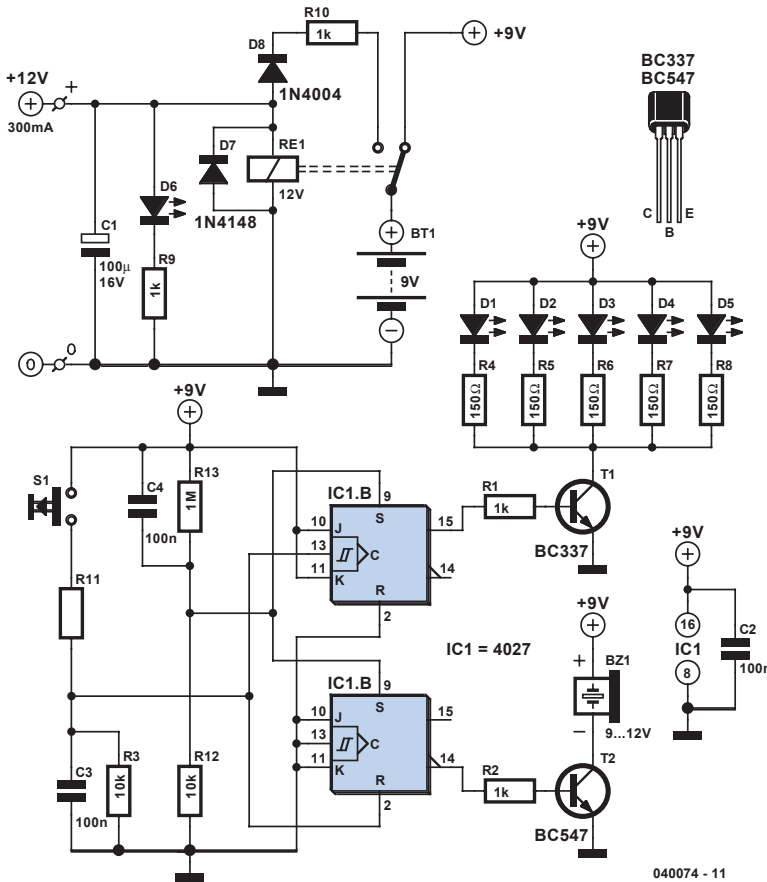 R10
1k
+9V
D8
1N4004
+12V
+
300mA
D7
RE1
12V
1N4148
D6
C1
100µ
16V
R9
1k
BT1
9V
0
0
BC337
BC547
C
B
E
+9V
D1
D2
D3
D4
D5
R4
R5
R6
R7
R8
150Ω
150Ω
150Ω
150Ω
150Ω
T1
BC337
R1
1k
+9V
S1
C4
100n
R13
1M
R11
IC1.B
9
S
10
J
15
13
C
11
K
14
R
2
IC1 = 4027
IC1.B
9
S
10
J
15
13
C
11
K
14
R
2
C3
100n
R3
10k
R12
10k
R2
1k
T2
BC547
+9V
+
BZ1
–
9...12V
+9V
16
IC1
8
C2
100n
040074 - 11